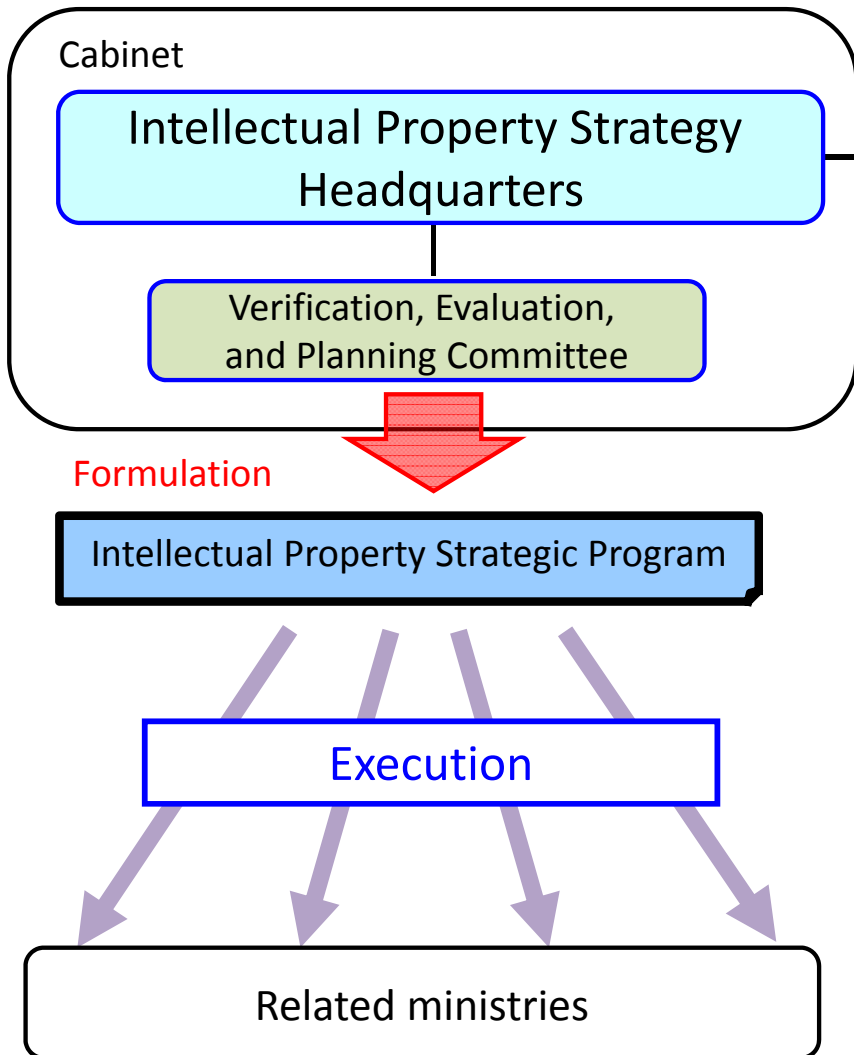 Cabinet
Intellectual Property Strategy
Headquarters
Verification, Evaluation,
and Planning Committee
Formulation
Intellectual Property Strategic Program
Execution
Related ministries